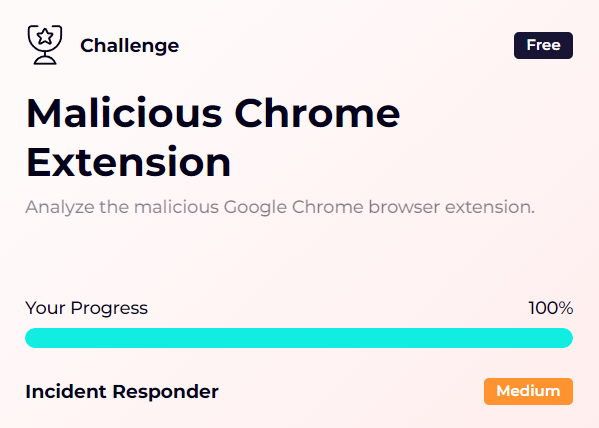 Challenge
Free
Malicious Chrome
Extension
Analyze the malicious Google Chrome browser extension.
Your Progress
100%
Incident Responder
Medium